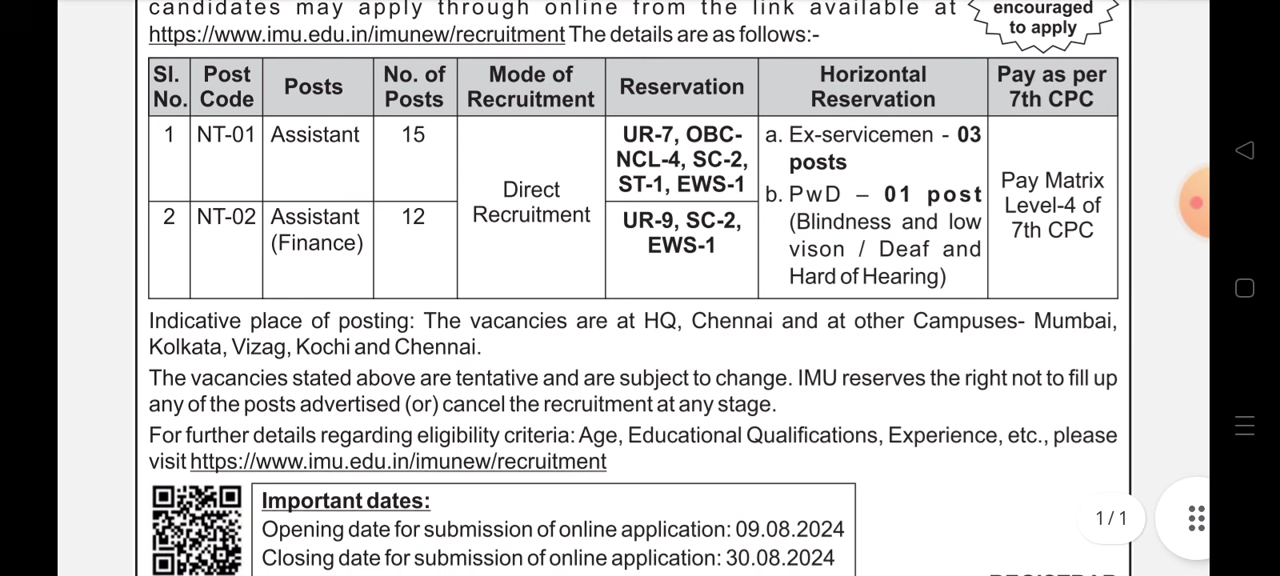 candidates may apply through online from the link available at
encouraged
to apply
https://www.imu.edu.in/imunew/recruitment The details are as follows:-
Sl. No.
Post Code
Posts
No. of Posts
Mode of Recruitment
Reservation
Horizontal Reservation
Pay as per 7th CPC
1
NT-01
Assistant
15
Direct
Recruitment
UR-7, OBC-
NCL-4, SC-2,
ST-1, EWS-1
a. Ex-servicemen - 03
posts
b. PwD – 01 post
(Blindness and low
vison / Deaf and
Hard of Hearing)
Pay Matrix
Level-4 of
7th CPC
2
NT-02
Assistant
(Finance)
12
UR-9, SC-2,
EWS-1
Indicative place of posting: The vacancies are at HQ, Chennai and at other Campuses- Mumbai,
Kolkata, Vizag, Kochi and Chennai.
The vacancies stated above are tentative and are subject to change. IMU reserves the right not to fill up
any of the posts advertised (or) cancel the recruitment at any stage.
For further details regarding eligibility criteria: Age, Educational Qualifications, Experience, etc., please
visit https://www.imu.edu.in/imunew/recruitment
Important dates:
Opening date for submission of online application: 09.08.2024
Closing date for submission of online application: 30.08.2024
1/1